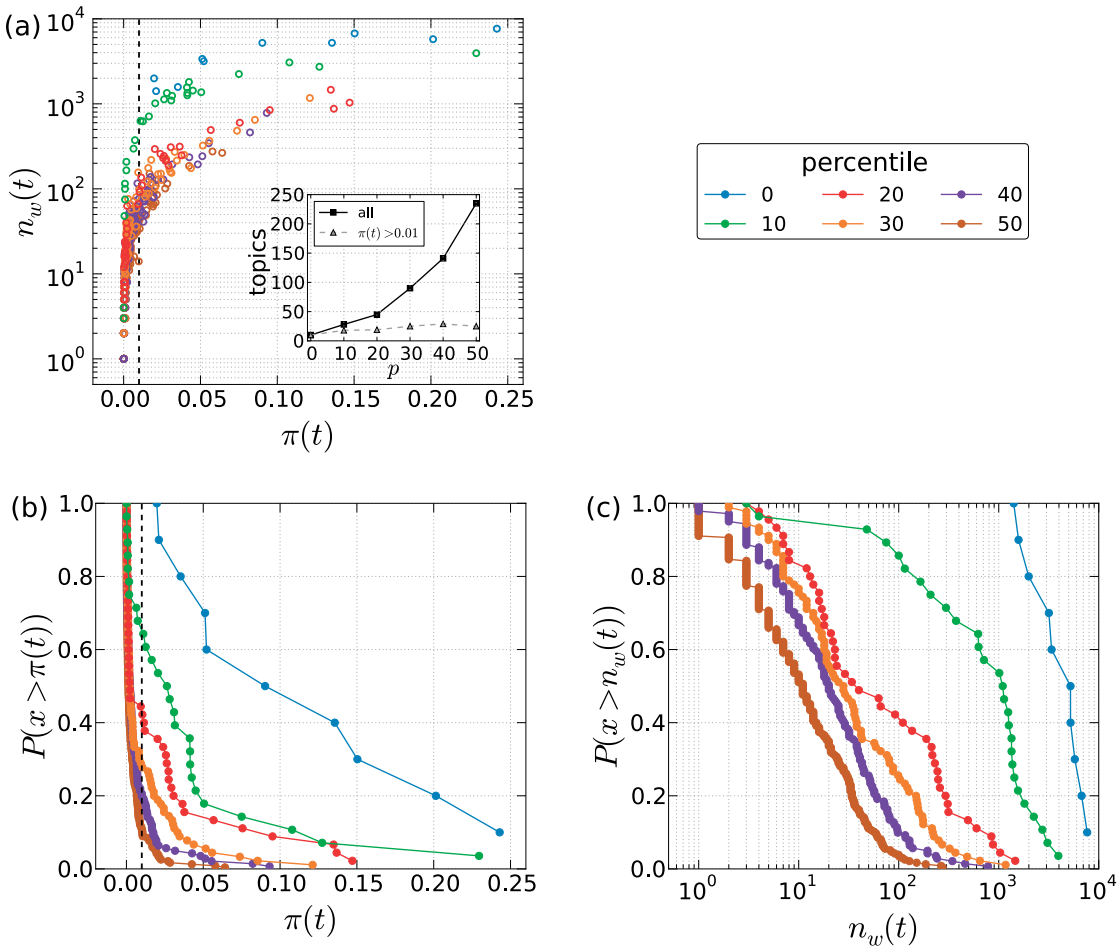 (a)
10^4
10^3
10^2
10^1
10^0
n_w(t)
0.00 0.05 0.10 0.15 0.20 0.25
π(t)
250
200
150
100
50
0
topics
all
π(t)>0.01
0 10 20 30 40 50
p
percentile
0 20 40
10 30 50
(b)
1.0
0.8
0.6
0.4
0.2
0.0
P(x>π(t))
0.00 0.05 0.10 0.15 0.20 0.25
π(t)
(c)
1.0
0.8
0.6
0.4
0.2
0.0
P(x>n_w(t))
10^0 10^1 10^2 10^3 10^4
n_w(t)